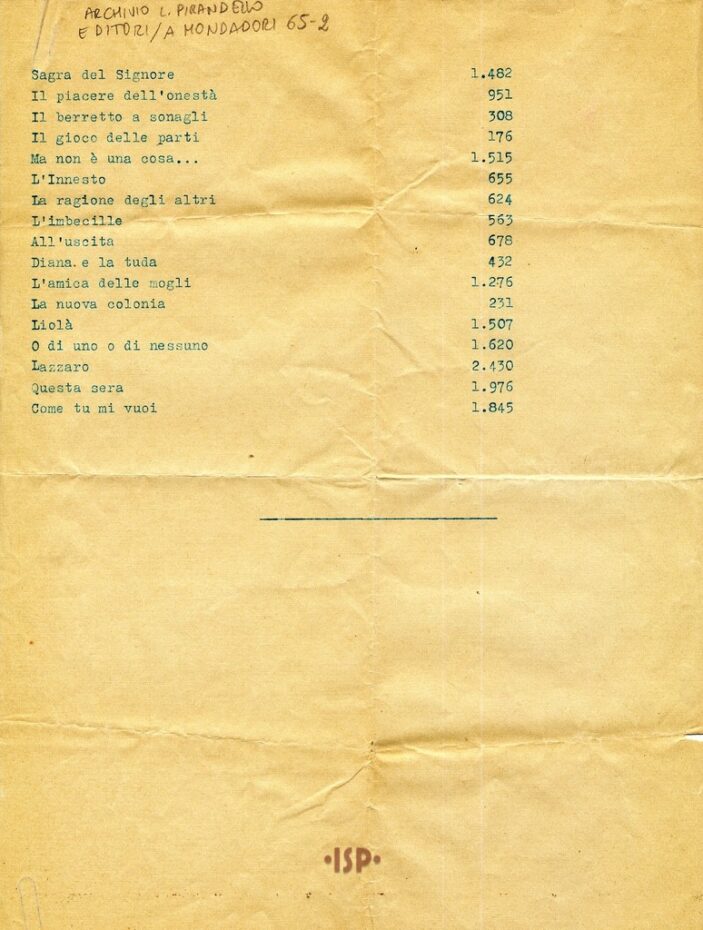 ARCHIVIO L. PIRANDELLO
EDITORI/A MONDADORI 65-2
Sagra del Signore 1.482
Il piacere dell'onestà 951
Il berretto a sonagli 308
Il gioco delle parti 176
Ma non è una cosa... 1.515
L'Innesto 655
La ragione degli altri 624
L'imbecille 563
All'uscita 678
Diana e la tuda 432
L'amica delle mogli 1.276
La nuova colonia 231
Liolà 1.507
O di uno o di nessuno 1.620
Lazzaro 2.430
Questa sera 1.976
Come tu mi vuoi 1.845
·ISP·